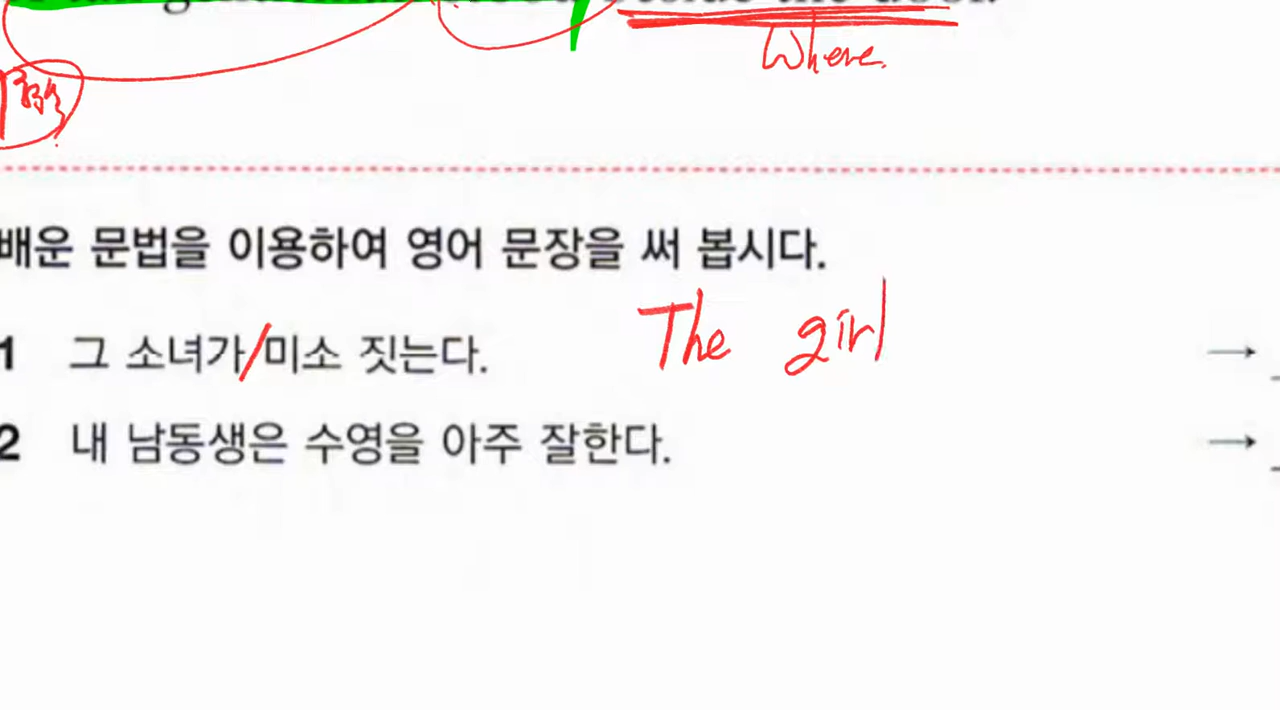 Where.
배운 문법을 이용하여 영어 문장을 써 봅시다.
The girl
1 그 소녀가/미소 짓는다. →
2 내 남동생은 수영을 아주 잘한다. →